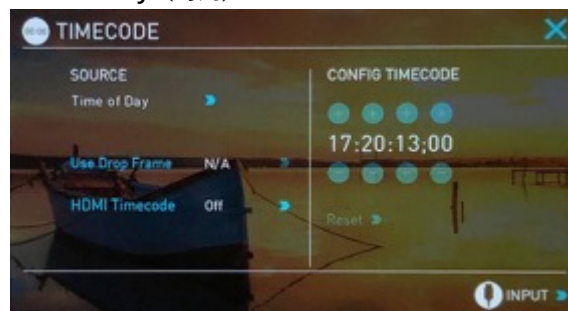 TIMECODE
SOURCE
Time of Day
Use Drop Frame N/A
HDMI Timecode Off
CONFIG TIMECODE
17:20:13;00
Reset
INPUT